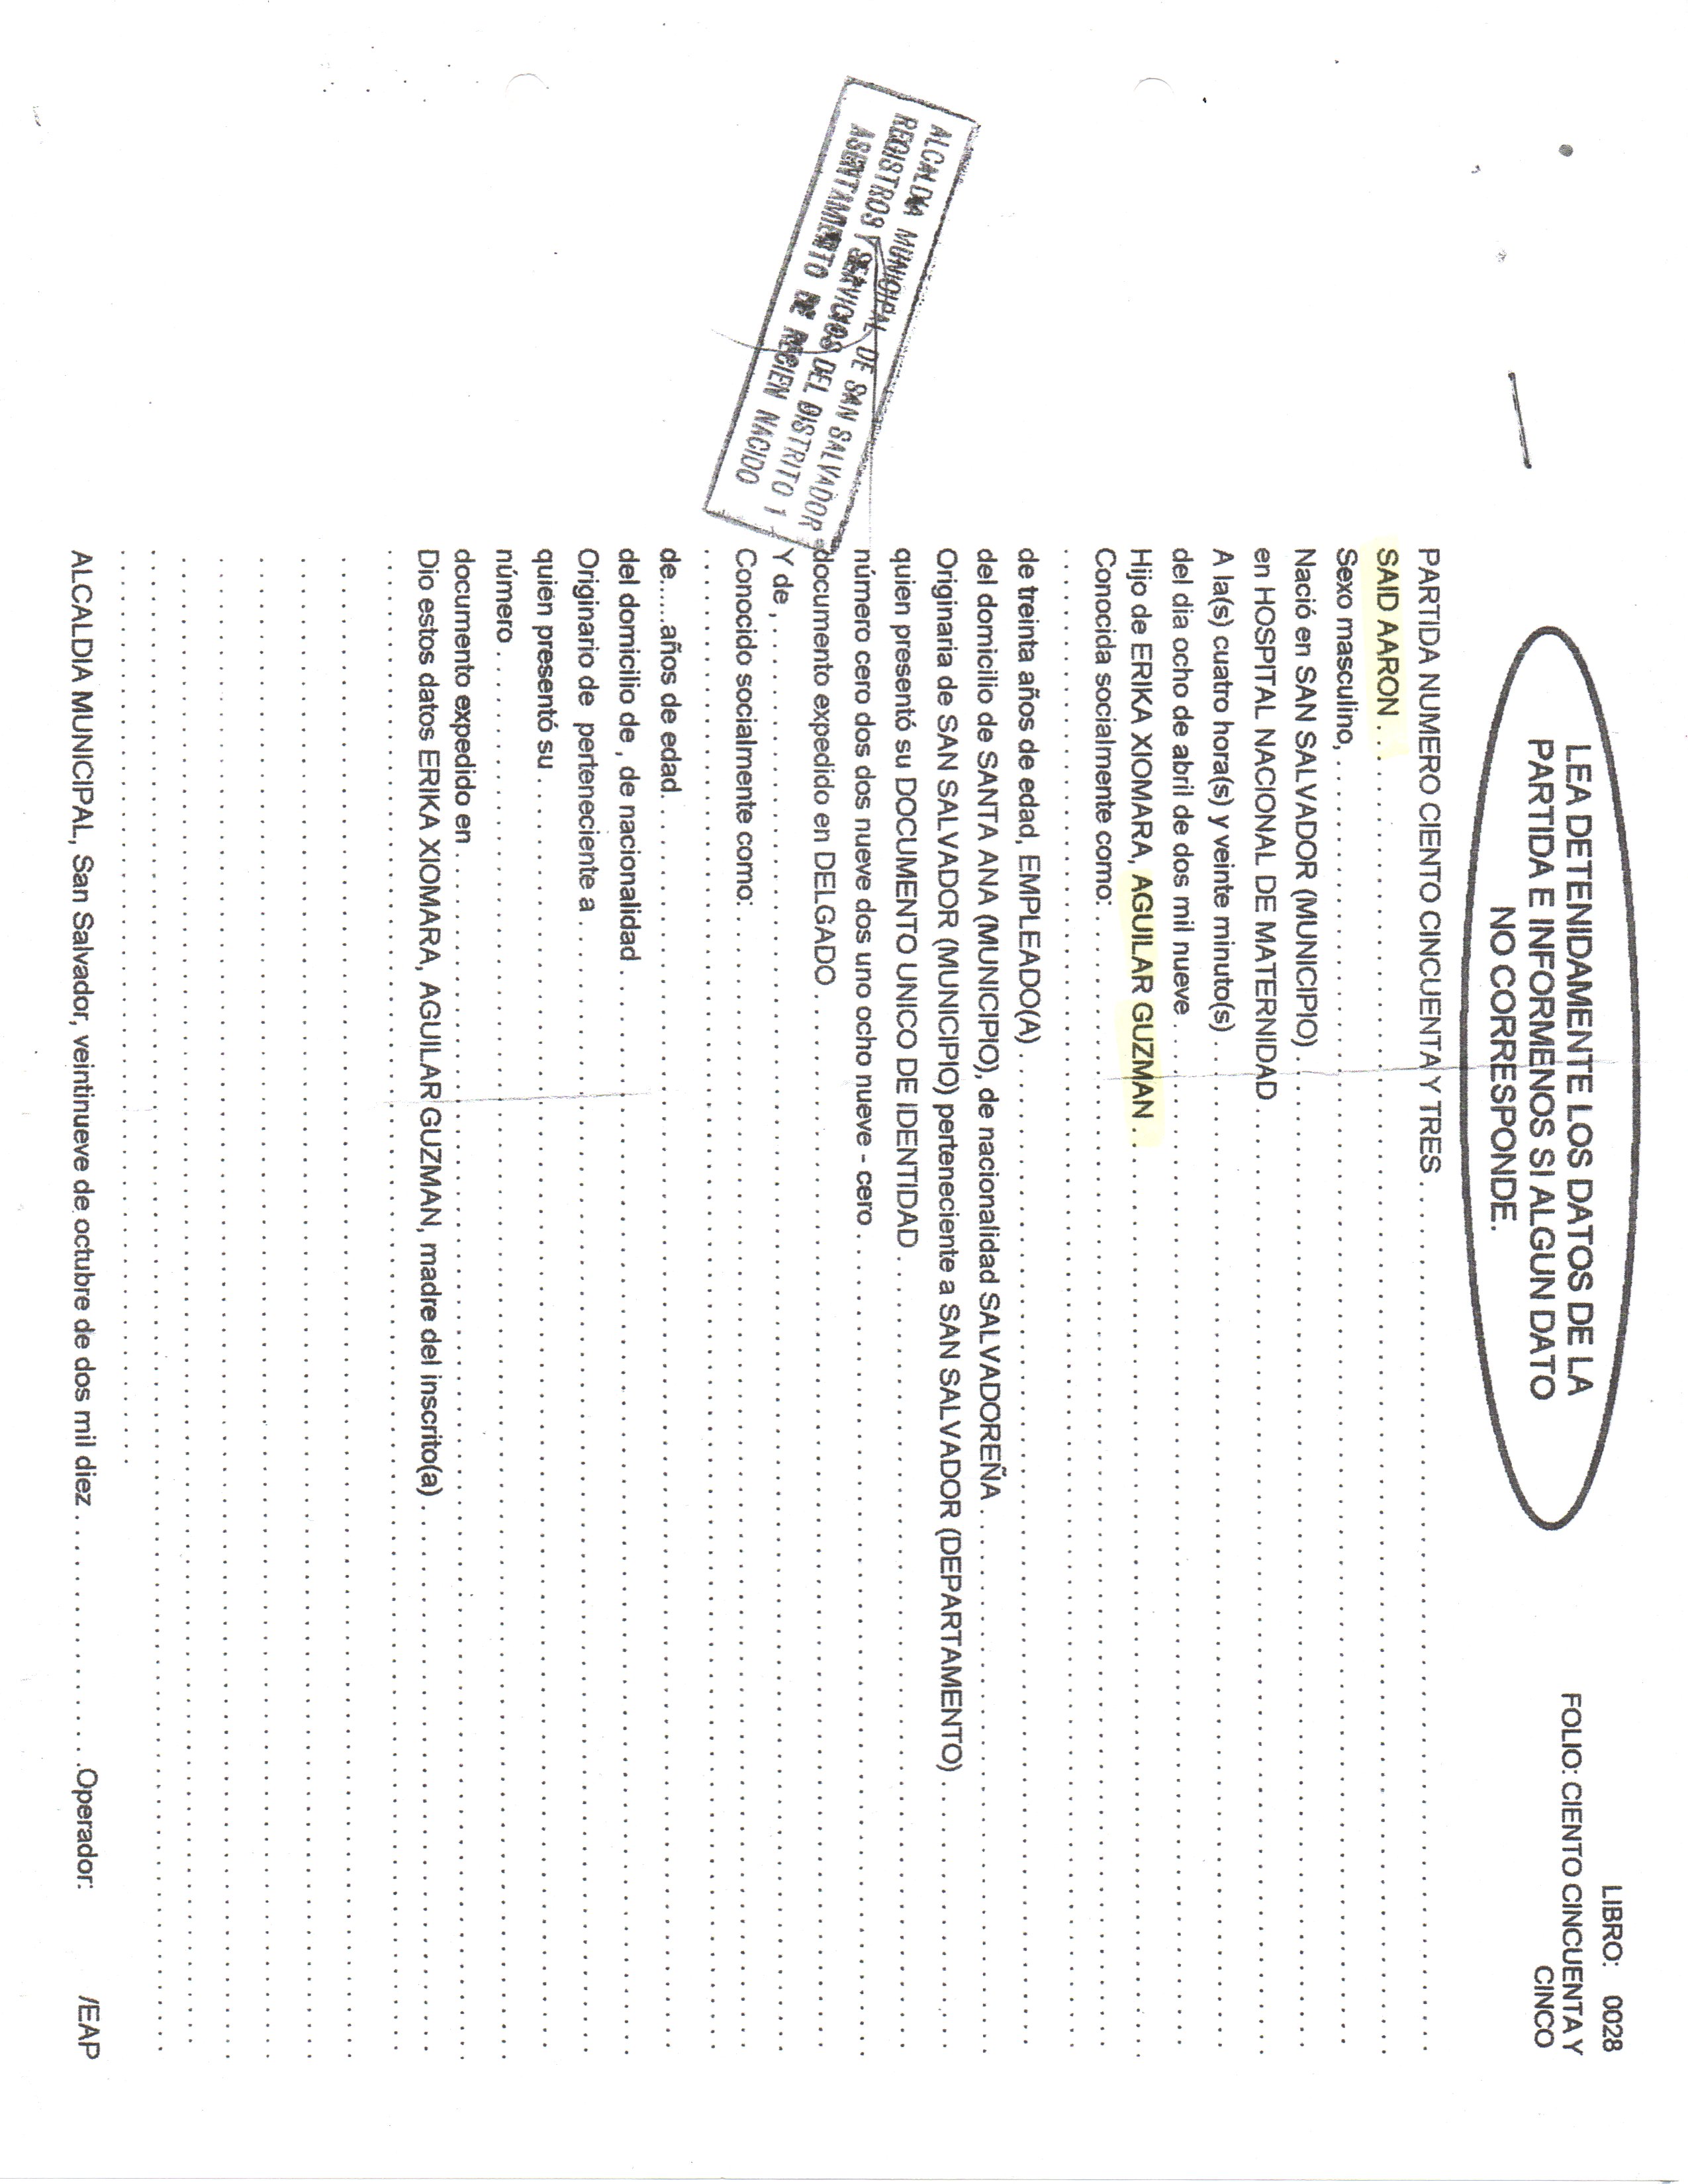 LIBRO: 0028
FOLIO: CIENTO CINCUENTA Y
CINCO
LEA DETENIDAMENTE LOS DATOS DE LA
PARTIDA E INFORMENOS SI ALGUN DATO
NO CORRESPONDE.
PARTIDA NUMERO CIENTO CINCUENTA Y TRES
SAID AARON
Sexo masculino,
Nació en SAN SALVADOR (MUNICIPIO)
en HOSPITAL NACIONAL DE MATERNIDAD
A la(s) cuatro hora(s) y veinte minuto(s)
del dia ocho de abril de dos mil nueve
Hijo de ERIKA XIOMARA, AGUILAR GUZMAN
Conocida socialmente como:
de treinta años de edad, EMPLEADO(A)
del domicilio de SANTA ANA (MUNICIPIO), de nacionalidad SALVADOREÑA
Originaria de SAN SALVADOR (MUNICIPIO) perteneciente a SAN SALVADOR (DEPARTAMENTO)
quien presentó su DOCUMENTO UNICO DE IDENTIDAD
número cero dos dos nueve dos uno ocho nueve - cero
documento expedido en DELGADO
Y de ,
Conocido socialmente como:
de......años de edad.
del domicilio de , de nacionalidad
Originario de perteneciente a
quién presentó su
número
documento expedido en
Dio estos datos ERIKA XIOMARA, AGUILAR GUZMAN, madre del inscrito(a)
ALCALDIA MUNICIPAL, San Salvador, veintinueve de octubre de dos mil diez .Operador: /EAP
ALCALDIA MUNICIPAL DE SAN SALVADOR
REGISTROS Y SERVICIOS DEL DISTRITO 1
ASENTAMIENTO DE RECIEN NACIDO